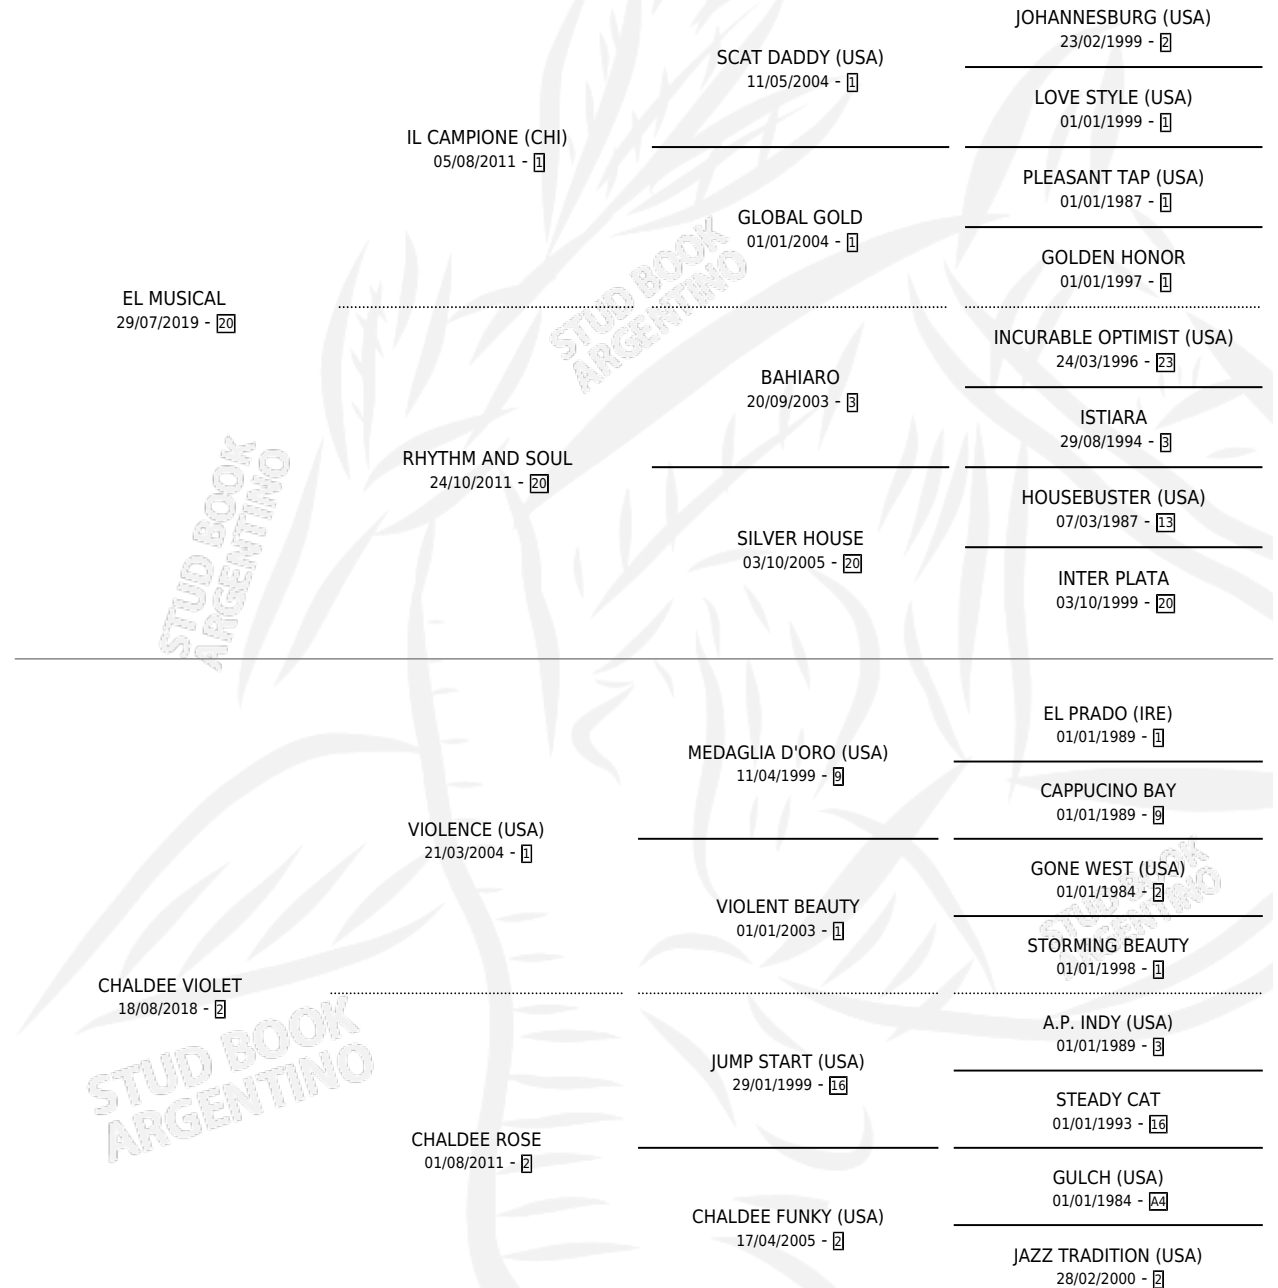 JOHANNESBURG (USA)
23/02/1999 - 2
SCAT DADDY (USA)
11/05/2004 - 1
LOVE STYLE (USA)
01/01/1999 - 1
IL CAMPIONE (CHI)
05/08/2011 - 1
PLEASANT TAP (USA)
01/01/1987 - 1
GLOBAL GOLD
01/01/2004 - 1
GOLDEN HONOR
01/01/1997 - 1
EL MUSICAL
29/07/2019 - 20
STUD BOOK
ARGENTINO
INCURABLE OPTIMIST (USA)
24/03/1996 - 23
BAHIARO
20/09/2003 - 3
ISTIARA
29/08/1994 - 3
RHYTHM AND SOUL
24/10/2011 - 20
HOUSEBUSTER (USA)
07/03/1987 - 13
SILVER HOUSE
03/10/2005 - 20
INTER PLATA
03/10/1999 - 20
STUD BOOK
ARGENTINO
EL PRADO (IRE)
01/01/1989 - 1
MEDAGLIA D'ORO (USA)
11/04/1999 - 9
CAPPUCINO BAY
01/01/1989 - 9
VIOLENCE (USA)
21/03/2004 - 1
GONE WEST (USA)
01/01/1984 - 2
VIOLENT BEAUTY
01/01/2003 - 1
STUD BOOK
ARGENTINO
STORMING BEAUTY
01/01/1998 - 1
CHALDEE VIOLET
18/08/2018 - 2
A.P. INDY (USA)
01/01/1989 - 3
JUMP START (USA)
29/01/1999 - 16
STUD BOOK
ARGENTINO
STEADY CAT
01/01/1993 - 16
CHALDEE ROSE
01/08/2011 - 2
GULCH (USA)
01/01/1984 - A4
CHALDEE FUNKY (USA)
17/04/2005 - 2
JAZZ TRADITION (USA)
28/02/2000 - 2